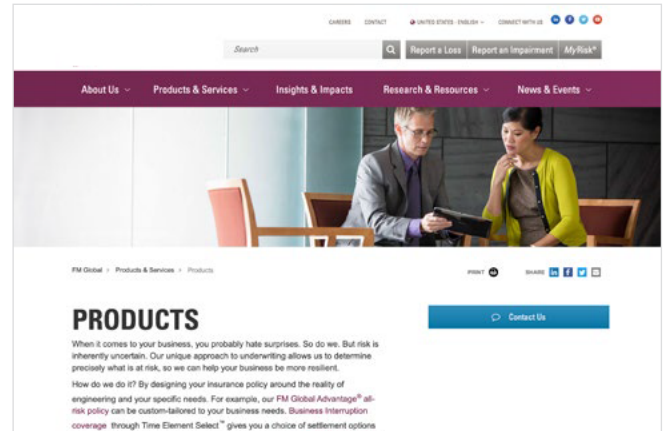 CAREERS CONTACT UNITED STATES - ENGLISH CONNECT WITH US
Search Report a Loss Report an Impairment MyRisk®
About Us Products & Services Insights & Impacts Research & Resources News & Events
FM Global > Products & Services > Products PRINT SHARE
PRODUCTS
Contact Us
When it comes to your business, you probably hate surprises. So do we. But risk is
inherently uncertain. Our unique approach to underwriting allows us to determine
precisely what is at risk, so we can help your business be more resilient.
How do we do it? By designing your insurance policy around the reality of
engineering and your specific needs. For example, our FM Global Advantage® all-
risk policy can be custom-tailored to your business needs. Business Interruption
coverage through Time Element Select™ gives you a choice of settlement options